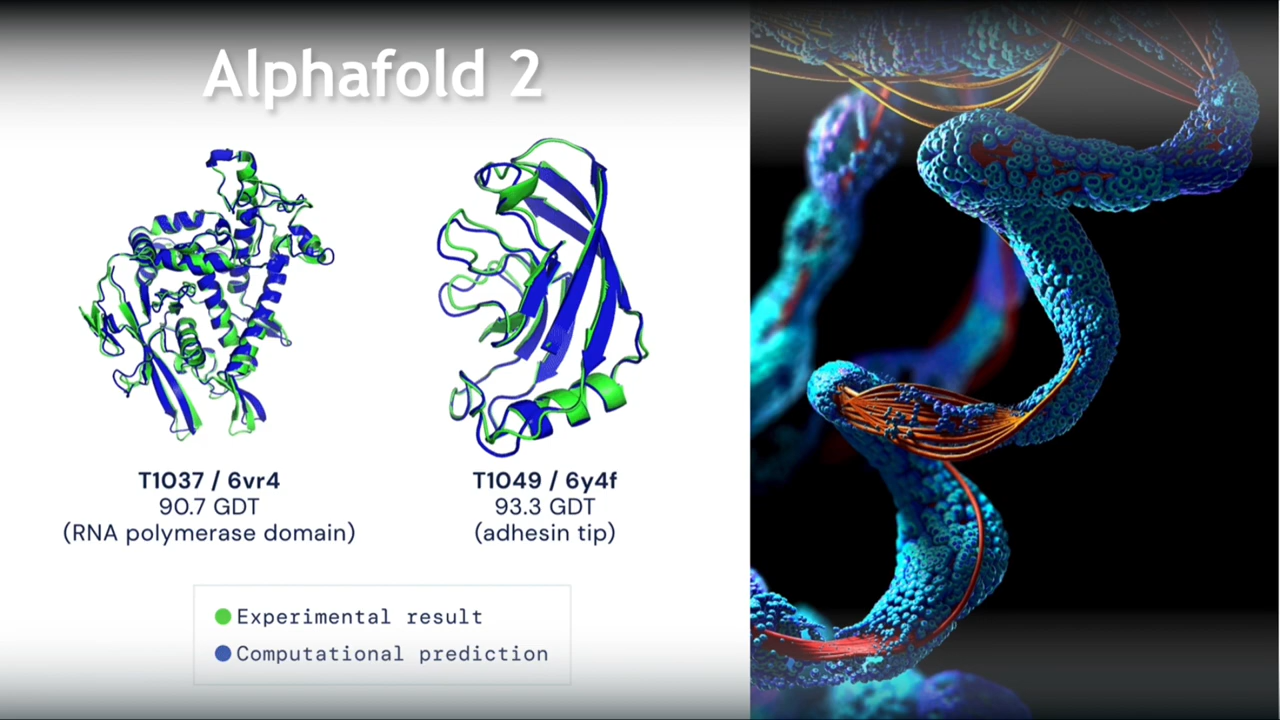 Alphafold 2
T1037 / 6vr4
90.7 GDT
(RNA polymerase domain)
T1049 / 6y4f
93.3 GDT
(adhesin tip)
Experimental result
Computational prediction